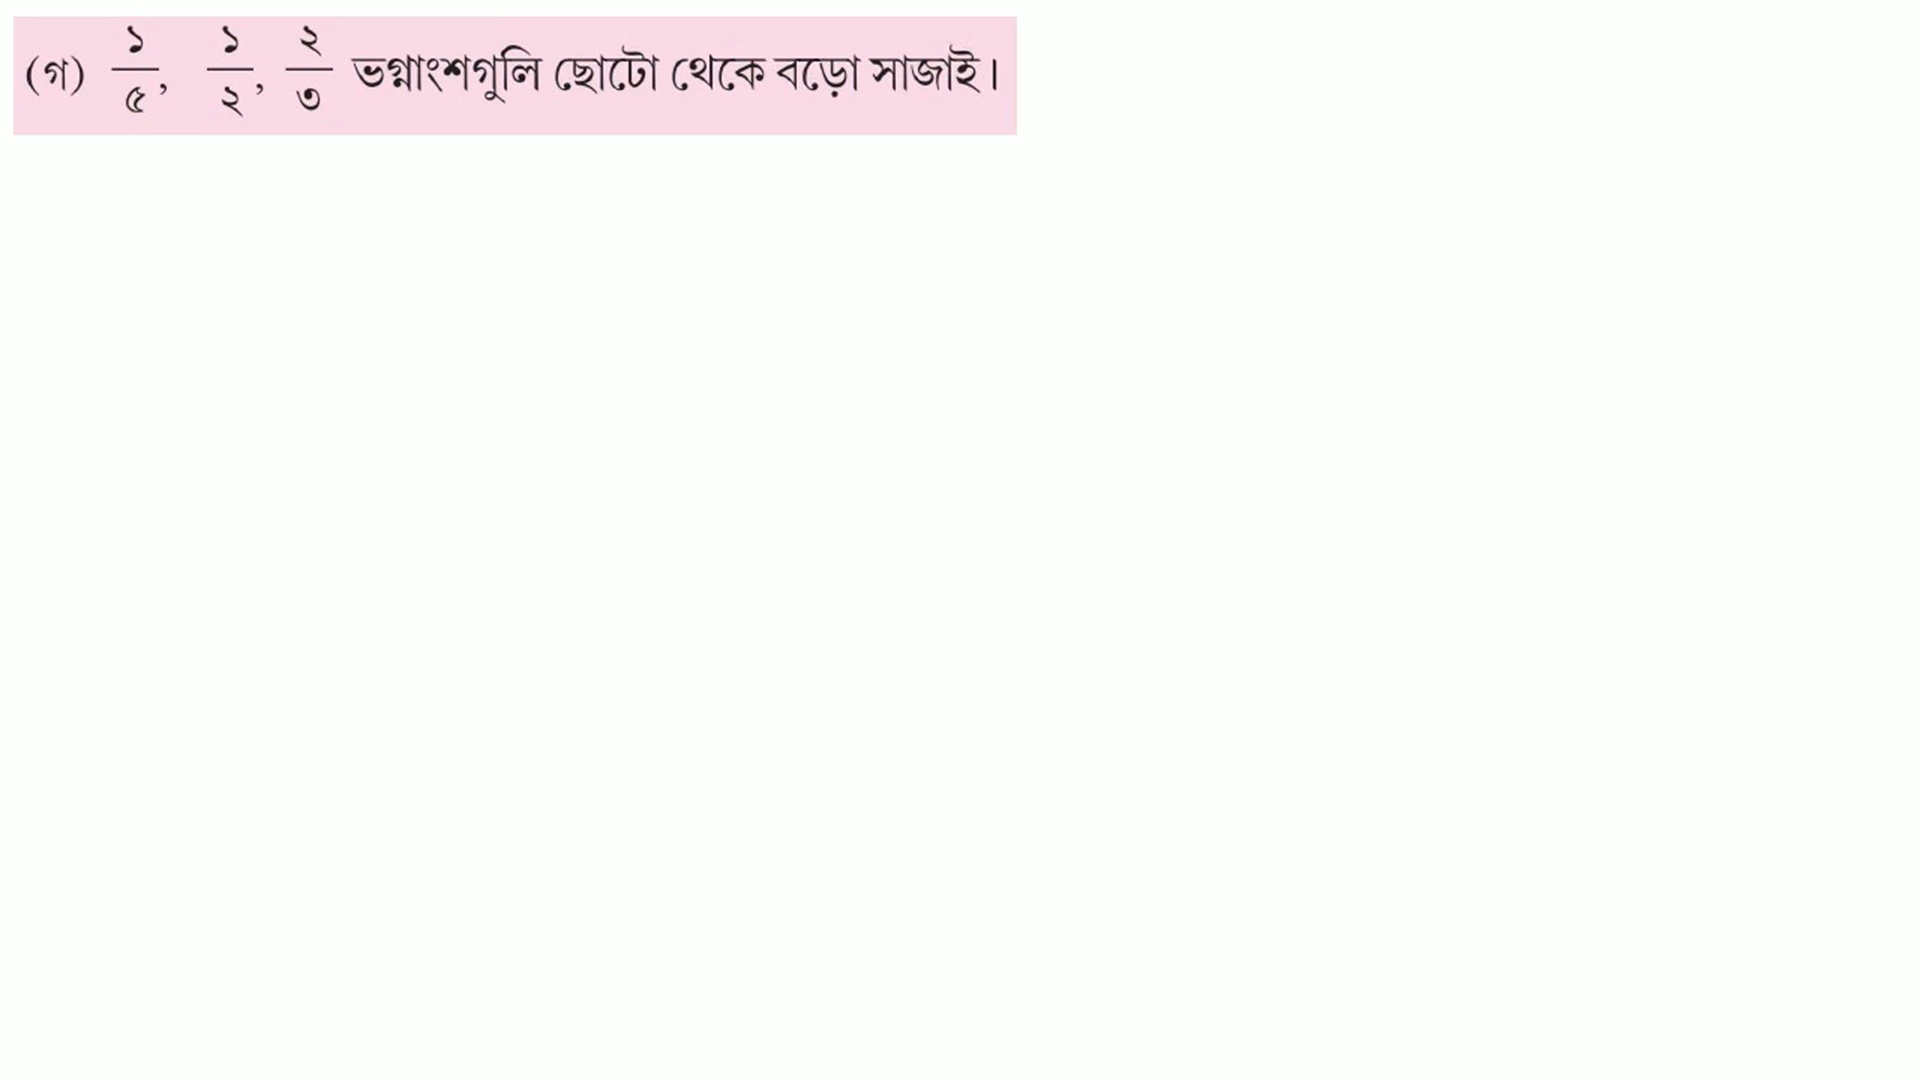 (গ) ১/৫, ১/২, ২/৩ ভগ্নাংশগুলি ছোটো থেকে বড়ো সাজাই।